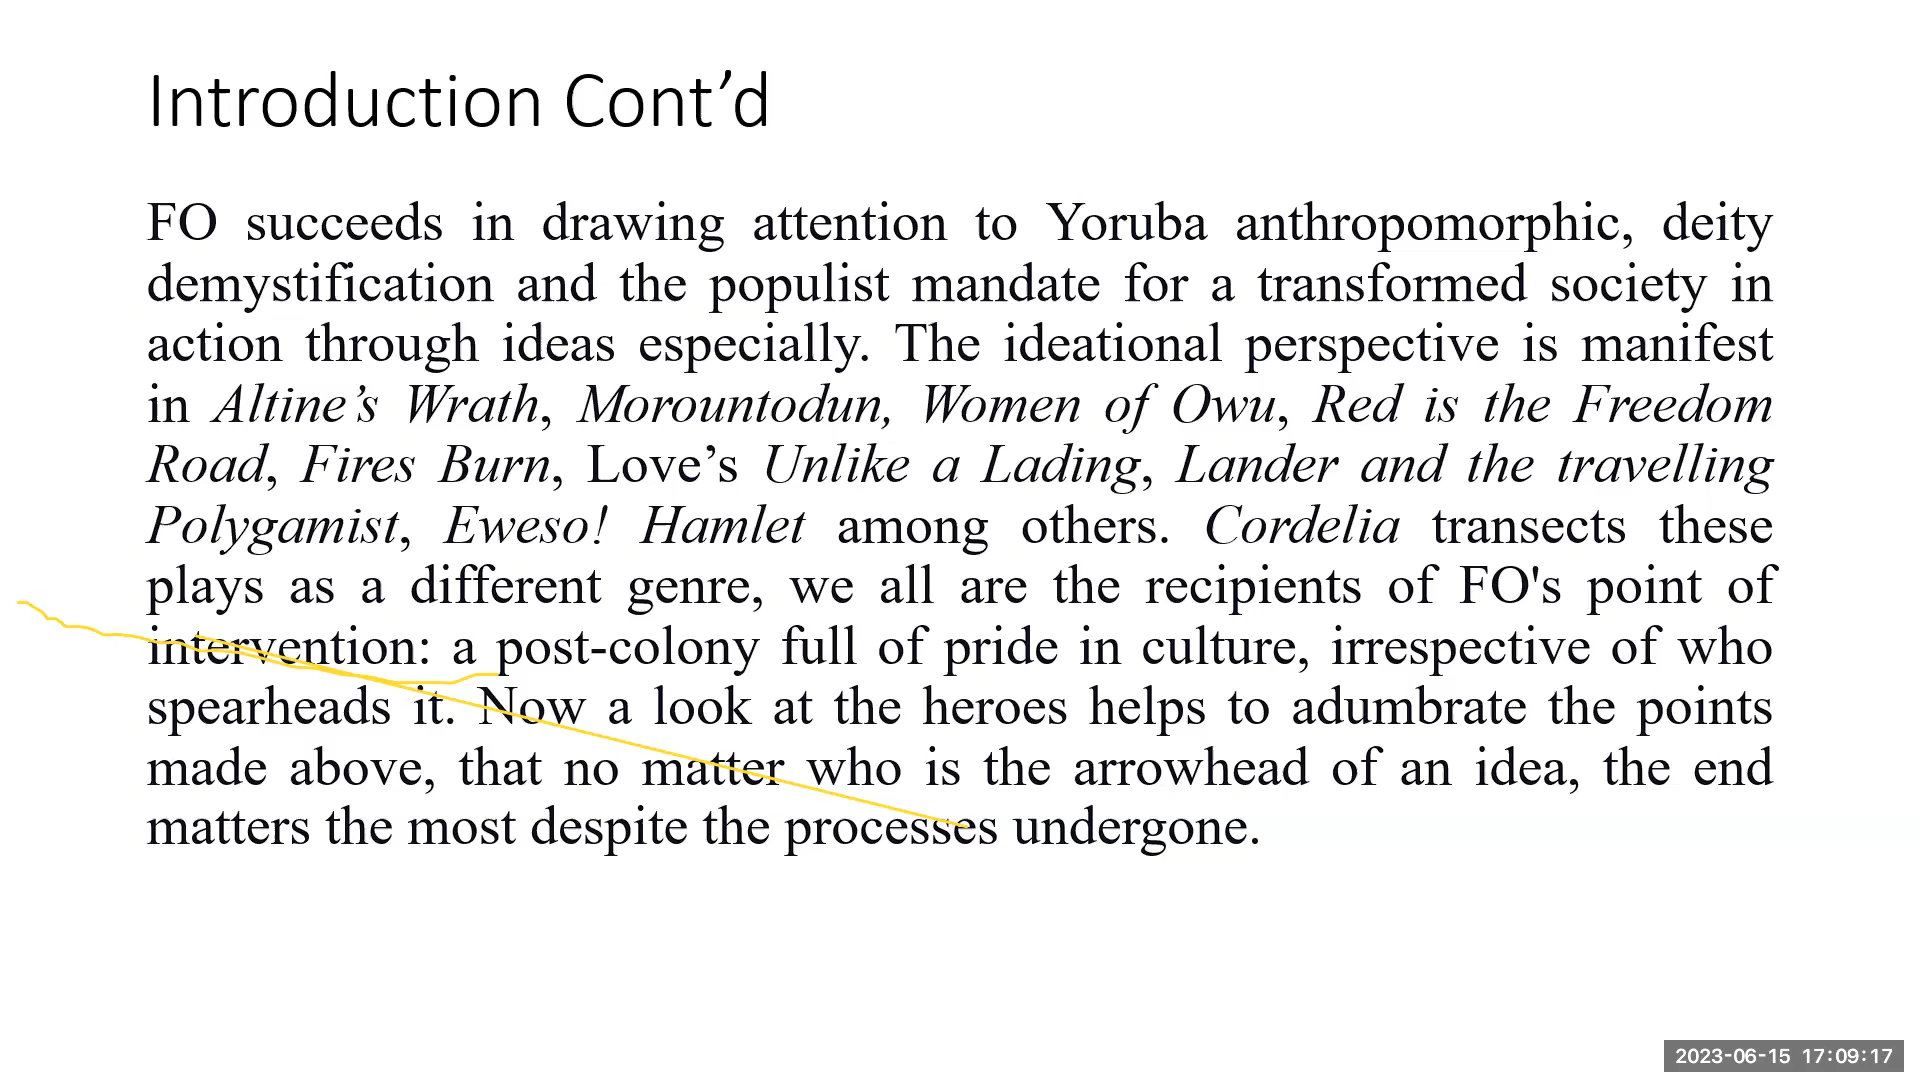 Introduction Cont’d
FO succeeds in drawing attention to Yoruba anthropomorphic, deity
demystification and the populist mandate for a transformed society in
action through ideas especially. The ideational perspective is manifest
in Altine’s Wrath, Morountodun, Women of Owu, Red is the Freedom
Road, Fires Burn, Love’s Unlike a Lading, Lander and the travelling
Polygamist, Eweso! Hamlet among others. Cordelia transects these
plays as a different genre, we all are the recipients of FO's point of
intervention: a post-colony full of pride in culture, irrespective of who
spearheads it. Now a look at the heroes helps to adumbrate the points
made above, that no matter who is the arrowhead of an idea, the end
matters the most despite the processes undergone.
2023-06-15 17:09:17